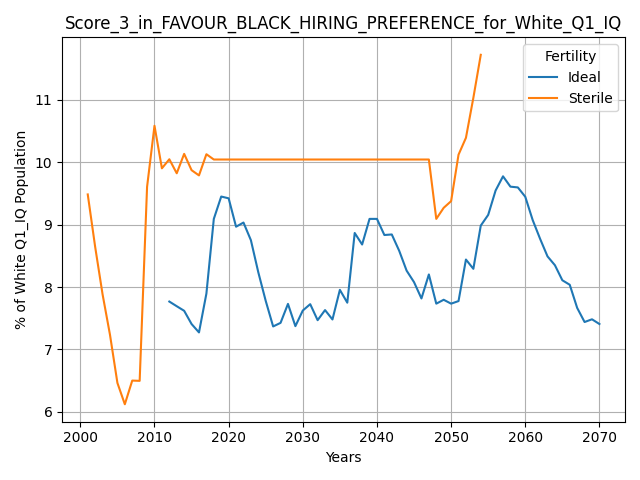 Score_3_in_FAVOUR_BLACK_HIRING_PREFERENCE_for_White_Q1_IQ
% of White Q1_IQ Population
11
10
9
8
7
6
Fertility
Ideal
Sterile
2000 2010 2020 2030 2040 2050 2060 2070
Years